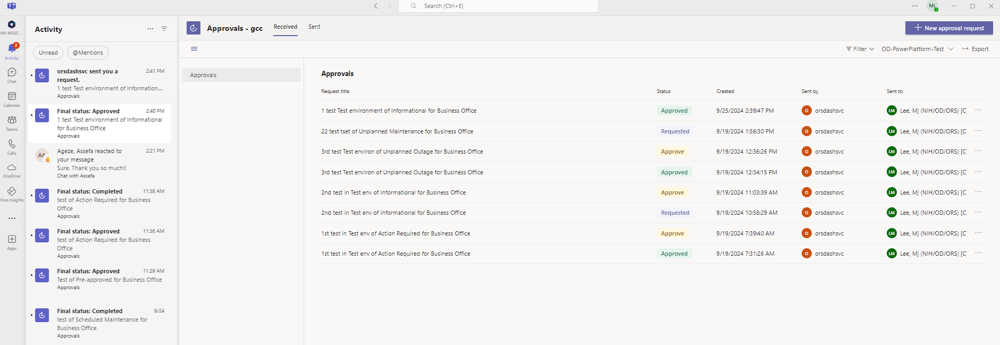 Search (Ctrl+E)
ML
NIH M365 ...
2
Activity
Chat
Calendar
Teams
Calls
OneDrive
Viva Insights
Apps
Activity
Unread
@Mentions
orsdashsvc sent you a request.
2:41 PM
1 test Test environment of Information...
Approvals
Final status: Approved
2:40 PM
1 test Test environment of Informational
for Business Office
Approvals
AA
Ageze, Assefa reacted to
2:21 PM
your message
Sure. Thank you so much!!
Chat with Assefa
Final status: Completed
11:38 AM
test of Action Required for Business
Office
Approvals
Final status: Approved
11:36 AM
test of Action Required for Business
Office
Approvals
Final status: Approved
11:29 AM
Test of Pre-approved for Business Office
Approvals
Final status: Completed
9/24
test of Scheduled Maintenance for
Business Office
Approvals
Approvals - gcc
Received
Sent
New approval request
Filter
OD-PowerPlatform-Test
Export
Approvals
Approvals
Request title Status Created Sent by Sent to
1 test Test environment of Informational for Business Office Approved 9/25/2024 2:39:47 PM O orsdashsvc LM Lee, Mj (NIH/OD/ORS) [C ...
22 test tset of Unplanned Maintenance for Business Office Requested 9/19/2024 1:56:30 PM O orsdashsvc LM Lee, Mj (NIH/OD/ORS) [C ...
3rd test Test environ of Unplanned Outage for Business Office Approve 9/19/2024 12:36:26 PM O orsdashsvc LM Lee, Mj (NIH/OD/ORS) [C ...
3rd test Test environ of Unplanned Outage for Business Office Approved 9/19/2024 12:34:15 PM O orsdashsvc LM Lee, Mj (NIH/OD/ORS) [C ...
2nd test in Test env of Informational for Business Office Approve 9/19/2024 11:03:39 AM O orsdashsvc LM Lee, Mj (NIH/OD/ORS) [C ...
2nd test in Test env of Informational for Business Office Requested 9/19/2024 10:58:29 AM O orsdashsvc LM Lee, Mj (NIH/OD/ORS) [C ...
1st test in Test env of Action Required for Business Office Approve 9/19/2024 7:39:40 AM O orsdashsvc LM Lee, Mj (NIH/OD/ORS) [C ...
1st test in Test env of Action Required for Business Office Approved 9/19/2024 7:31:26 AM O orsdashsvc LM Lee, Mj (NIH/OD/ORS) [C ...